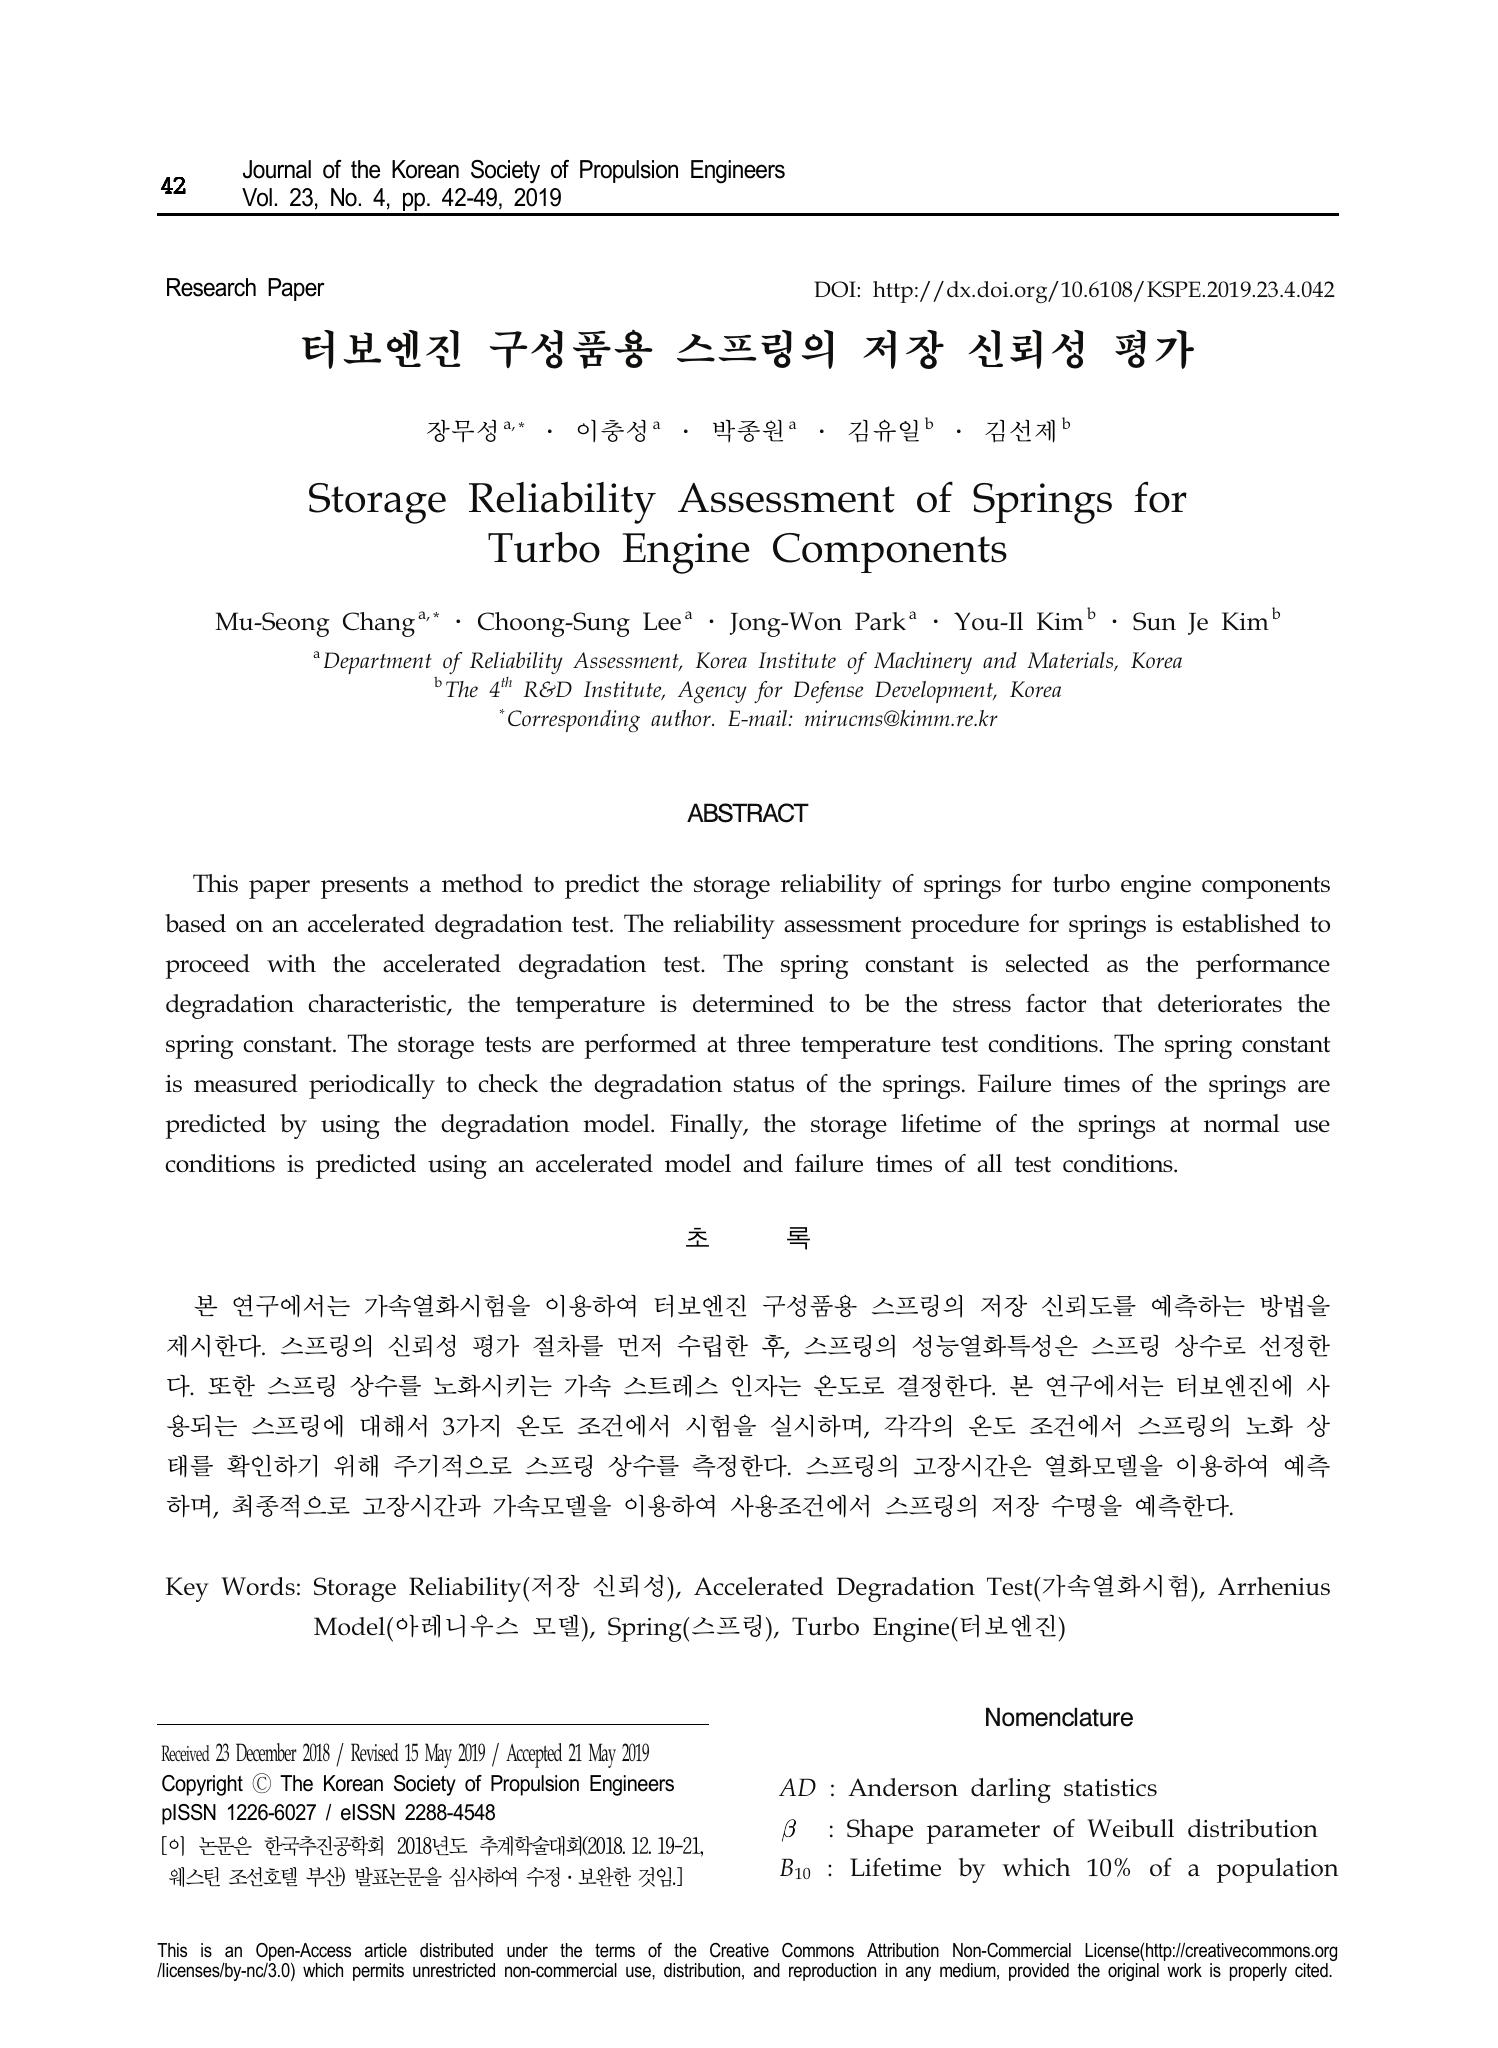 42
Journal of the Korean Society of Propulsion Engineers
Vol. 23, No. 4, pp. 42-49, 2019
Research Paper
DOI: http://dx.doi.org/10.6108/KSPE.2019.23.4.042
터보엔진 구성품용 스프링의 저장 신뢰성 평가
장무성 a,* · 이충성 a · 박종원 a · 김유일 b · 김선제 b
Storage Reliability Assessment of Springs for
Turbo Engine Components
Mu-Seong Chang a,* · Choong-Sung Lee a · Jong-Won Park a · You-Il Kim b · Sun Je Kim b
a Department of Reliability Assessment, Korea Institute of Machinery and Materials, Korea
b The 4th R&D Institute, Agency for Defense Development, Korea
* Corresponding author. E-mail: mirucms@kimm.re.kr
ABSTRACT
This paper presents a method to predict the storage reliability of springs for turbo engine components
based on an accelerated degradation test. The reliability assessment procedure for springs is established to
proceed with the accelerated degradation test. The spring constant is selected as the performance
degradation characteristic, the temperature is determined to be the stress factor that deteriorates the
spring constant. The storage tests are performed at three temperature test conditions. The spring constant
is measured periodically to check the degradation status of the springs. Failure times of the springs are
predicted by using the degradation model. Finally, the storage lifetime of the springs at normal use
conditions is predicted using an accelerated model and failure times of all test conditions.
초 록
본 연구에서는 가속열화시험을 이용하여 터보엔진 구성품용 스프링의 저장 신뢰도를 예측하는 방법을
제시한다. 스프링의 신뢰성 평가 절차를 먼저 수립한 후, 스프링의 성능열화특성은 스프링 상수로 선정한
다. 또한 스프링 상수를 노화시키는 가속 스트레스 인자는 온도로 결정한다. 본 연구에서는 터보엔진에 사
용되는 스프링에 대해서 3가지 온도 조건에서 시험을 실시하며, 각각의 온도 조건에서 스프링의 노화 상
태를 확인하기 위해 주기적으로 스프링 상수를 측정한다. 스프링의 고장시간은 열화모델을 이용하여 예측
하며, 최종적으로 고장시간과 가속모델을 이용하여 사용조건에서 스프링의 저장 수명을 예측한다.
Key Words: Storage Reliability(저장 신뢰성), Accelerated Degradation Test(가속열화시험), Arrhenius
Model(아레니우스 모델), Spring(스프링), Turbo Engine(터보엔진)
Received 23 December 2018 / Revised 15 May 2019 / Accepted 21 May 2019
Copyright Ⓒ The Korean Society of Propulsion Engineers
pISSN 1226-6027 / eISSN 2288-4548
[이 논문은 한국추진공학회 2018년도 추계학술대회(2018. 12. 19-21,
웨스틴 조선호텔 부산) 발표논문을 심사하여 수정·보완한 것임.]
Nomenclature
AD : Anderson darling statistics
β : Shape parameter of Weibull distribution
B10 : Lifetime by which 10% of a population
This is an Open-Access article distributed under the terms of the Creative Commons Attribution Non-Commercial License(http://creativecommons.org
/licenses/by-nc/3.0) which permits unrestricted non-commercial use, distribution, and reproduction in any medium, provided the original work is properly cited.